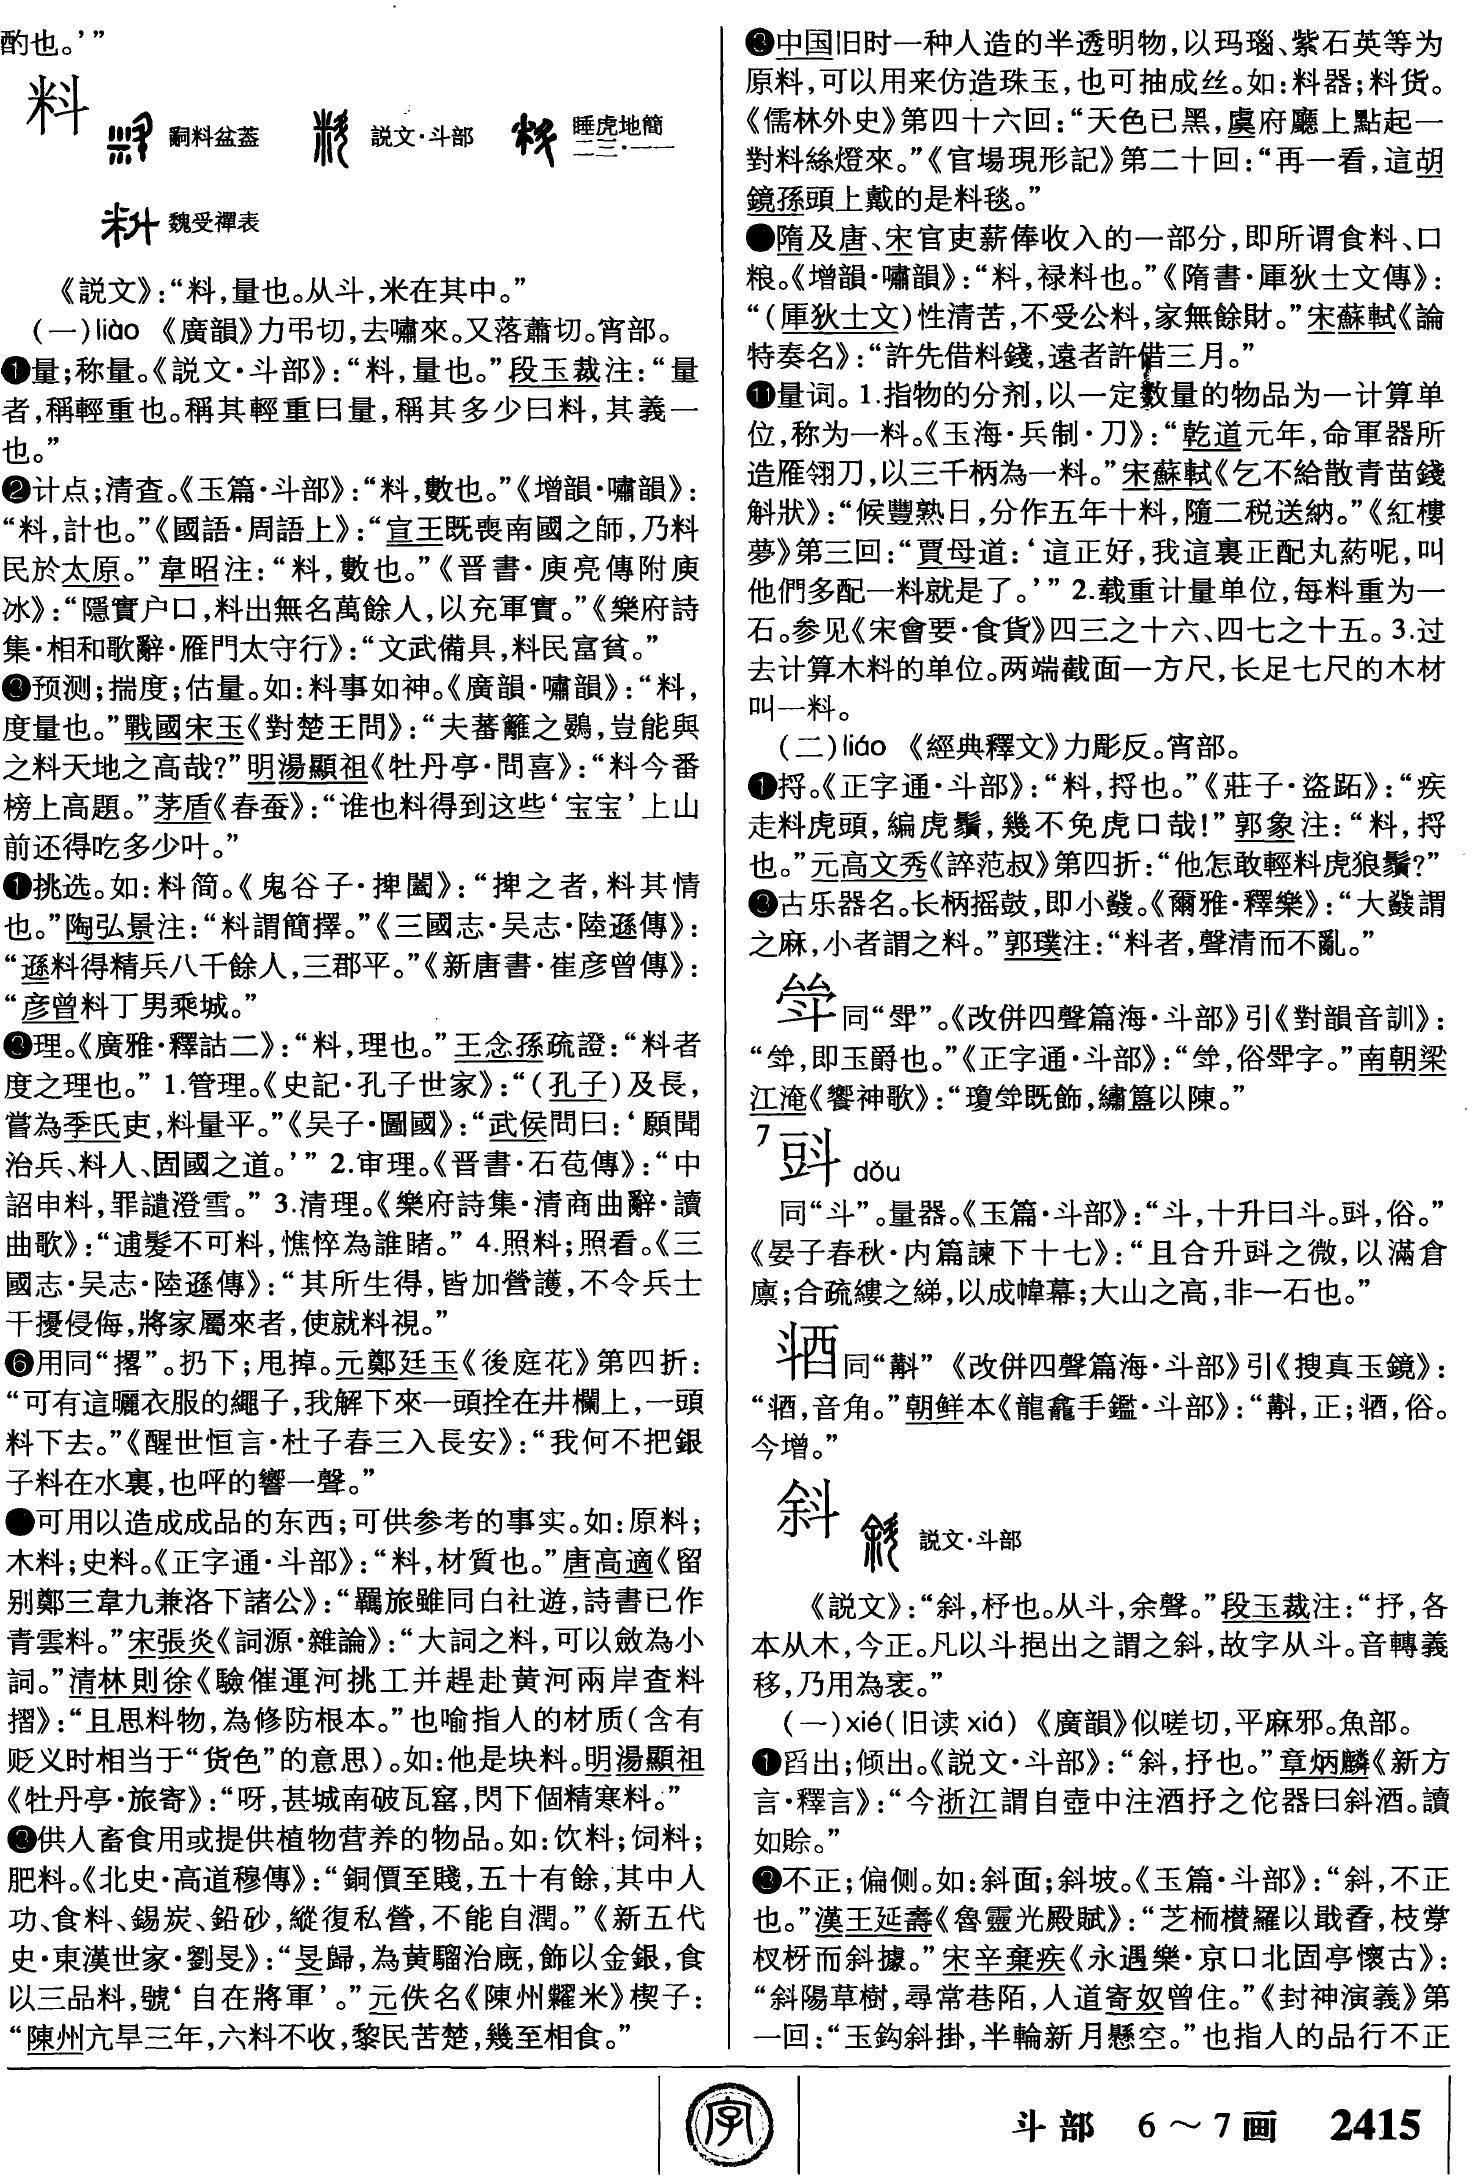 酌也。’”
料
嗣料盆蓋
説文·斗部
睡虎地簡
二三·一一
魏受禪表
《説文》：“料，量也。从斗，米在其中。”
(一)liào 《廣韻》力弔切，去嘯來。又落蕭切。宵部。
❶量；称量。《説文·斗部》：“料，量也。”段玉裁注：“量
者，稱輕重也。稱其輕重曰量，稱其多少曰料，其義一
也。”
❷计点；清查。《玉篇·斗部》：“料，數也。”《增韻·嘯韻》：
“料，計也。”《國語·周語上》：“宣王既喪南國之師，乃料
民於太原。”韋昭注：“料，數也。”《晋書·庾亮傳附庾
冰》：“隱實户口，料出無名萬餘人，以充軍實。”《樂府詩
集·相和歌辭·雁門太守行》：“文武備具，料民富貧。”
❸预测；揣度；估量。如：料事如神。《廣韻·嘯韻》：“料，
度量也。”戰國宋玉《對楚王問》：“夫蕃籬之鷃，豈能與
之料天地之高哉？”明湯顯祖《牡丹亭·問喜》：“料今番
榜上高題。”茅盾《春蚕》：“谁也料得到这些‘宝宝’上山
前还得吃多少叶。”
❶挑选。如：料简。《鬼谷子·捭闔》：“捭之者，料其情
也。”陶弘景注：“料謂簡擇。”《三國志·吴志·陸遜傳》：
“遜料得精兵八千餘人，三郡平。”《新唐書·崔彦曾傳》：
“彦曾料丁男乘城。”
❸理。《廣雅·釋詁二》：“料，理也。”王念孫疏證：“料者
度之理也。”1.管理。《史記·孔子世家》：“(孔子)及長，
嘗為季氏吏，料量平。”《吴子·圖國》：“武侯問曰：‘願聞
治兵、料人、固國之道。’”2.审理。《晋書·石苞傳》：“中
詔申料，罪譴澄雪。”3.清理。《樂府詩集·清商曲辭·讀
曲歌》：“逋髮不可料，憔悴為誰睹。”4.照料；照看。《三
國志·吴志·陸遜傳》：“其所生得，皆加營護，不令兵士
干擾侵侮，將家屬來者，使就料視。”
❻用同“撂”。扔下；甩掉。元鄭廷玉《後庭花》第四折：
“可有這曬衣服的繩子，我解下來一頭拴在井欄上，一頭
料下去。”《醒世恒言·杜子春三入長安》：“我何不把銀
子料在水裏，也呯的響一聲。”
●可用以造成成品的东西；可供参考的事实。如：原料；
木料；史料。《正字通·斗部》：“料，材質也。”唐高適《留
别鄭三韋九兼洛下諸公》：“羈旅雖同白社遊，詩書已作
青雲料。”宋張炎《詞源·雜論》：“大詞之料，可以斂為小
詞。”清林則徐《驗催運河挑工并趕赴黄河兩岸查料
摺》：“且思料物，為修防根本。”也喻指人的材质(含有
贬义时相当于“货色”的意思)。如：他是块料。明湯顯祖
《牡丹亭·旅寄》：“呀，甚城南破瓦窑，閃下個精寒料。”
❸供人畜食用或提供植物营养的物品。如：饮料；饲料；
肥料。《北史·高道穆傳》：“銅價至賤，五十有餘，其中人
功、食料、錫炭、鉛砂，縱復私營，不能自潤。”《新五代
史·東漢世家·劉旻》：“旻歸，為黄騮治廐，飾以金銀，食
以三品料，號‘自在將軍’。”元佚名《陳州糶米》楔子：
“陳州亢旱三年，六料不收，黎民苦楚，幾至相食。”
❸中国旧时一种人造的半透明物，以玛瑙、紫石英等为
原料，可以用来仿造珠玉，也可抽成丝。如：料器；料货。
《儒林外史》第四十六回：“天色已黑，虞府廳上點起一
對料絲燈來。”《官場現形記》第二十回：“再一看，這胡
鏡孫頭上戴的是料毯。”
●隋及唐、宋官吏薪俸收入的一部分，即所谓食料、口
粮。《增韻·嘯韻》：“料，禄料也。”《隋書·厙狄士文傳》：
“(厙狄士文)性清苦，不受公料，家無餘財。”宋蘇軾《論
特奏名》：“許先借料錢，遠者許借三月。”
⓫量词。1.指物的分剂，以一定数量的物品为一计算单
位，称为一料。《玉海·兵制·刀》：“乾道元年，命軍器所
造雁翎刀，以三千柄為一料。”宋蘇軾《乞不給散青苗錢
斛狀》：“候豐熟日，分作五年十料，隨二税送納。”《紅樓
夢》第三回：“賈母道：‘這正好，我這裏正配丸葯呢，叫
他們多配一料就是了。’”2.载重计量单位，每料重为一
石。参见《宋會要·食貨》四三之十六、四七之十五。3.过
去计算木料的单位。两端截面一方尺，长足七尺的木材
叫一料。
(二)liáo 《經典釋文》力彫反。宵部。
❶捋。《正字通·斗部》：“料，捋也。”《莊子·盜跖》：“疾
走料虎頭，編虎鬚，幾不免虎口哉！”郭象注：“料，捋
也。”元高文秀《誶范叔》第四折：“他怎敢輕料虎狼鬚？”
❸古乐器名。长柄摇鼓，即小鼗。《爾雅·釋樂》：“大鼗謂
之麻，小者謂之料。”郭璞注：“料者，聲清而不亂。”
斚同“斝”。《改併四聲篇海·斗部》引《對韻音訓》：
“斚，即玉爵也。”《正字通·斗部》：“斚，俗斝字。”南朝梁
江淹《饗神歌》：“瓊斚既飾，繡簋以陳。”
7
㪷 dǒu
同“斗”。量器。《玉篇·斗部》：“斗，十升曰斗。㪷，俗。”
《晏子春秋·内篇諫下十七》：“且合升㪷之微，以滿倉
廪；合疏縷之綈，以成幃幕；大山之高，非一石也。”
同“斠” 《改併四聲篇海·斗部》引《搜真玉鏡》：
“，音角。”朝鲜本《龍龕手鑑·斗部》：“斠，正；，俗。
今增。”
斜
説文·斗部
《説文》：“斜，杼也。从斗，余聲。”段玉裁注：“抒，各
本从木，今正。凡以斗挹出之謂之斜，故字从斗。音轉義
移，乃用為衺。”
(一)xié(旧读xiá) 《廣韻》似嗟切，平麻邪。魚部。
❶舀出；倾出。《説文·斗部》：“斜，抒也。”章炳麟《新方
言·釋言》：“今浙江謂自壺中注酒抒之佗器曰斜酒。讀
如賒。”
❸不正；偏侧。如：斜面；斜坡。《玉篇·斗部》：“斜，不正
也。”漢王延壽《魯靈光殿賦》：“芝栭欑羅以戢孴，枝掌
杈枒而斜據。”宋辛棄疾《永遇樂·京口北固亭懷古》：
“斜陽草樹，尋常巷陌，人道寄奴曾住。”《封神演義》第
一回：“玉鈎斜掛，半輪新月懸空。”也指人的品行不正
字
斗部 6～7画 2415